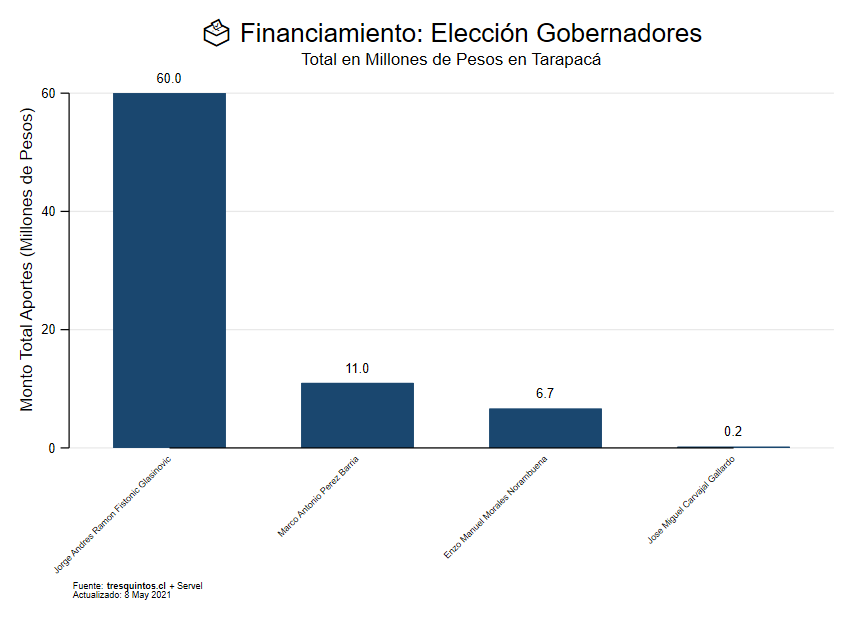 Financiamiento: Elección Gobernadores
Total en Millones de Pesos en Tarapacá
Monto Total Aportes (Millones de Pesos)
60
40
20
0
60.0
11.0
6.7
0.2
Jorge Andres Ramon Fistonic Glasinovic
Marco Antonio Perez Barria
Enzo Manuel Morales Norambuena
Jose Miguel Carvajal Gallardo
Fuente: tresquintos.cl + Servel
Actualizado: 8 May 2021